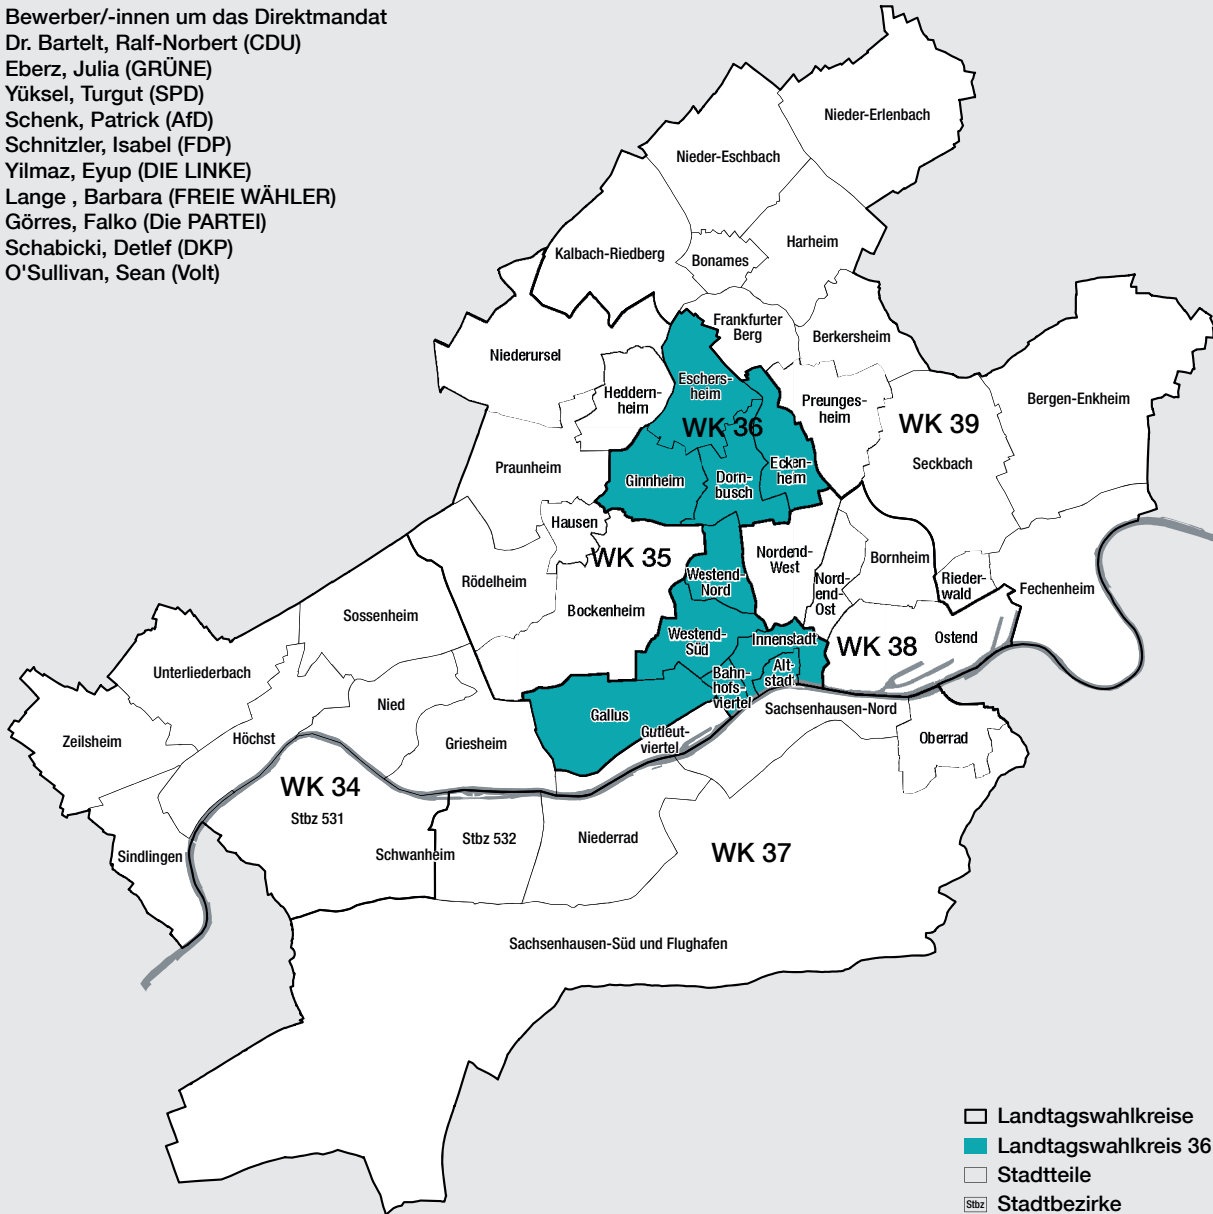 Bewerber/-innen um das Direktmandat
Dr. Bartelt, Ralf-Norbert (CDU)
Eberz, Julia (GRÜNE)
Yüksel, Turgut (SPD)
Schenk, Patrick (AfD)
Schnitzler, Isabel (FDP)
Yilmaz, Eyup (DIE LINKE)
Lange , Barbara (FREIE WÄHLER)
Görres, Falko (Die PARTEI)
Schabicki, Detlef (DKP)
O'Sullivan, Sean (Volt)
Nieder-Erlenbach
Nieder-Eschbach
Harheim
Kalbach-Riedberg
Bonames
Frankfurter
Berg
Berkersheim
Niederursel
Heddern-
heim
Eschers-
heim
Preunges-
heim
Bergen-Enkheim
WK 36
WK 39
Seckbach
Praunheim
Ginnheim
Dorn-
busch
Ecken-
heim
Hausen
WK 35
Nordend-
West
Bornheim
Rödelheim
Westend-
Nord
Nord-
end-
Ost
Rieder-
wald
Fechenheim
Sossenheim
Bockenheim
Westend-
Süd
Innenstadt
WK 38
Ostend
Unterliederbach
Bahn-
hofs-
viertel
Alt-
stadt
Nied
Gallus
Sachsenhausen-Nord
Zeilsheim
Höchst
Griesheim
Gutleut-
viertel
Oberrad
WK 34
Stbz 531
Schwanheim
Stbz 532
Niederrad
WK 37
Sindlingen
Sachsenhausen-Süd und Flughafen
Landtagswahlkreise
Landtagswahlkreis 36
Stadtteile
Stbz Stadtbezirke